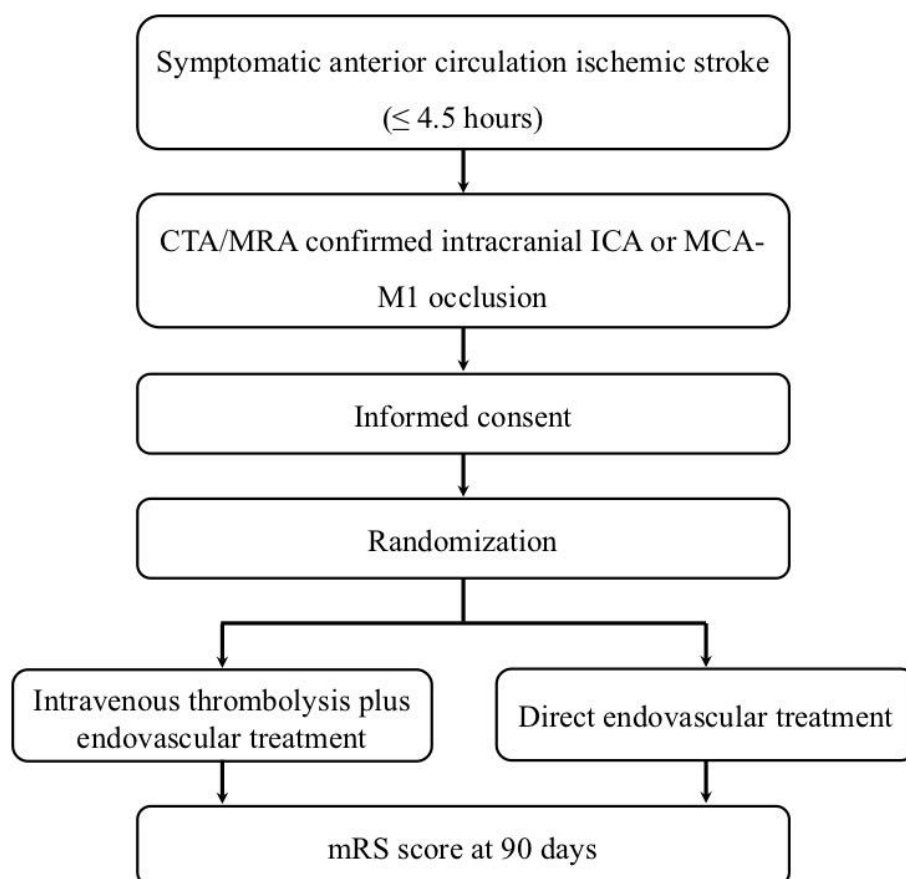 Symptomatic anterior circulation ischemic stroke
(≤ 4.5 hours)
CTA/MRA confirmed intracranial ICA or MCA-
M1 occlusion
Informed consent
Randomization
Intravenous thrombolysis plus
endovascular treatment
Direct endovascular treatment
mRS score at 90 days